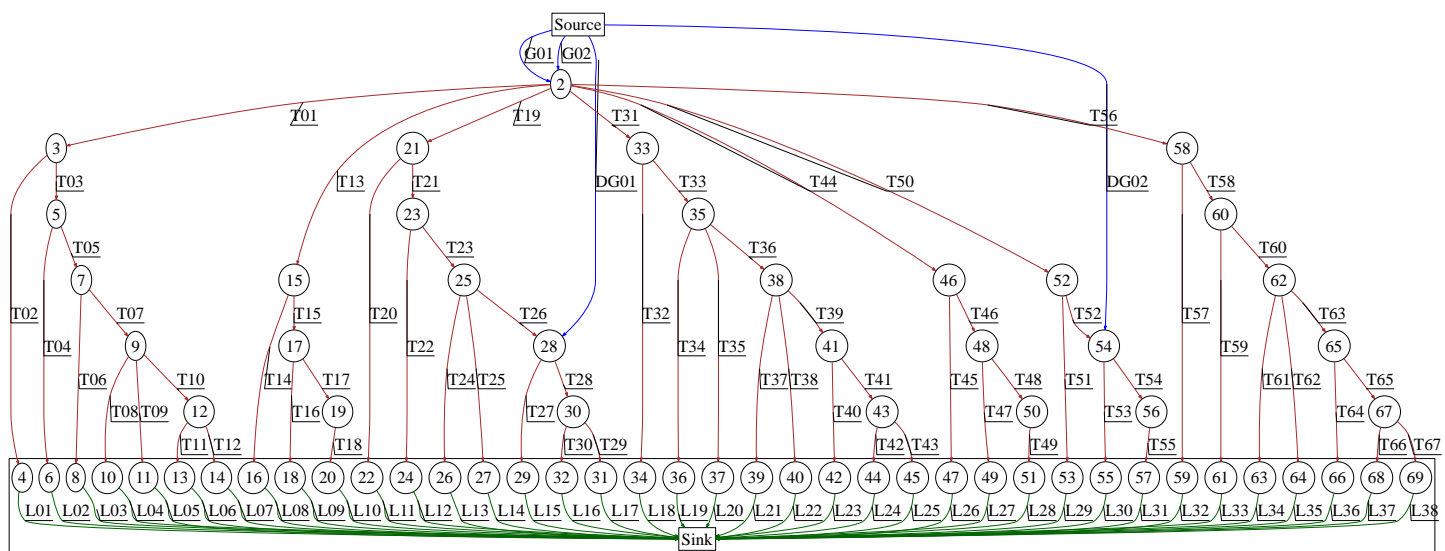 Source
G01 G02
2
T01 T19 T31 T56
3 21 33 58
T03 T13 T21 DG01 T33 T44 T50 DG02 T58
5 23 35 60
T05 T23 T36 T60
7 15 25 38 46 52 62
T02 T07 T15 T20 T26 T32 T39 T46 T52 T57 T63
9 17 28 41 48 54 65
T04 T22 T34 T35 T59
T06 T10 T14 T17 T24 T25 T28 T37 T38 T41 T45 T48 T51 T54 T61 T62 T65
12 19 30 43 50 56 67
T08 T09 T16 T27 T40 T47 T53 T64
T11 T12 T18 T30 T29 T42 T43 T49 T55 T66 T67
4 6 8 10 11 13 14 16 18 20 22 24 26 27 29 32 31 34 36 37 39 40 42 44 45 47 49 51 53 55 57 59 61 63 64 66 68 69
L01 L02 L03 L04 L05 L06 L07 L08 L09 L10 L11 L12 L13 L14 L15 L16 L17 L18 L19 L20 L21 L22 L23 L24 L25 L26 L27 L28 L29 L30 L31 L32 L33 L34 L35 L36 L37 L38
Sink